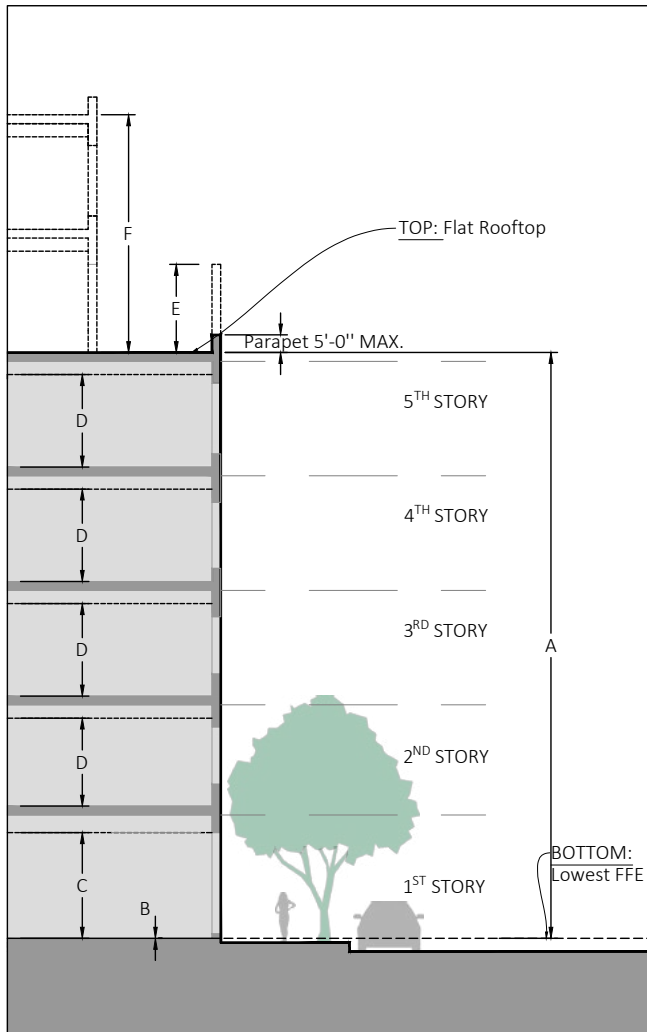 F
TOP: Flat Rooftop
E
Parapet 5'-0'' MAX.
5TH STORY
D
4TH STORY
D
3RD STORY
D
A
2ND STORY
D
BOTTOM:
Lowest FFE
1ST STORY
C
B